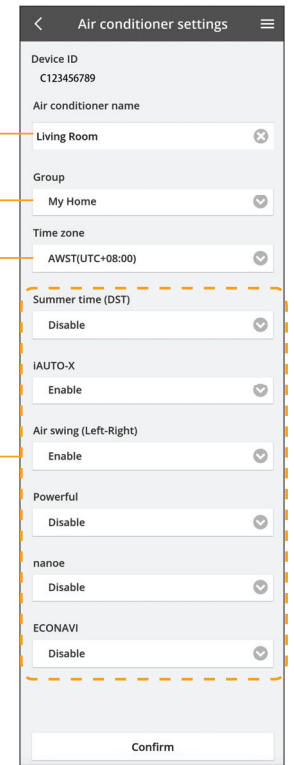 Air conditioner settings
Device ID
C123456789
Air conditioner name
Living Room
Group
My Home
Time zone
AWST(UTC+08:00)
Summer time (DST)
Disable
iAUTO-X
Enable
Air swing (Left-Right)
Enable
Powerful
Disable
nanoe
Disable
ECONAVI
Disable
Confirm